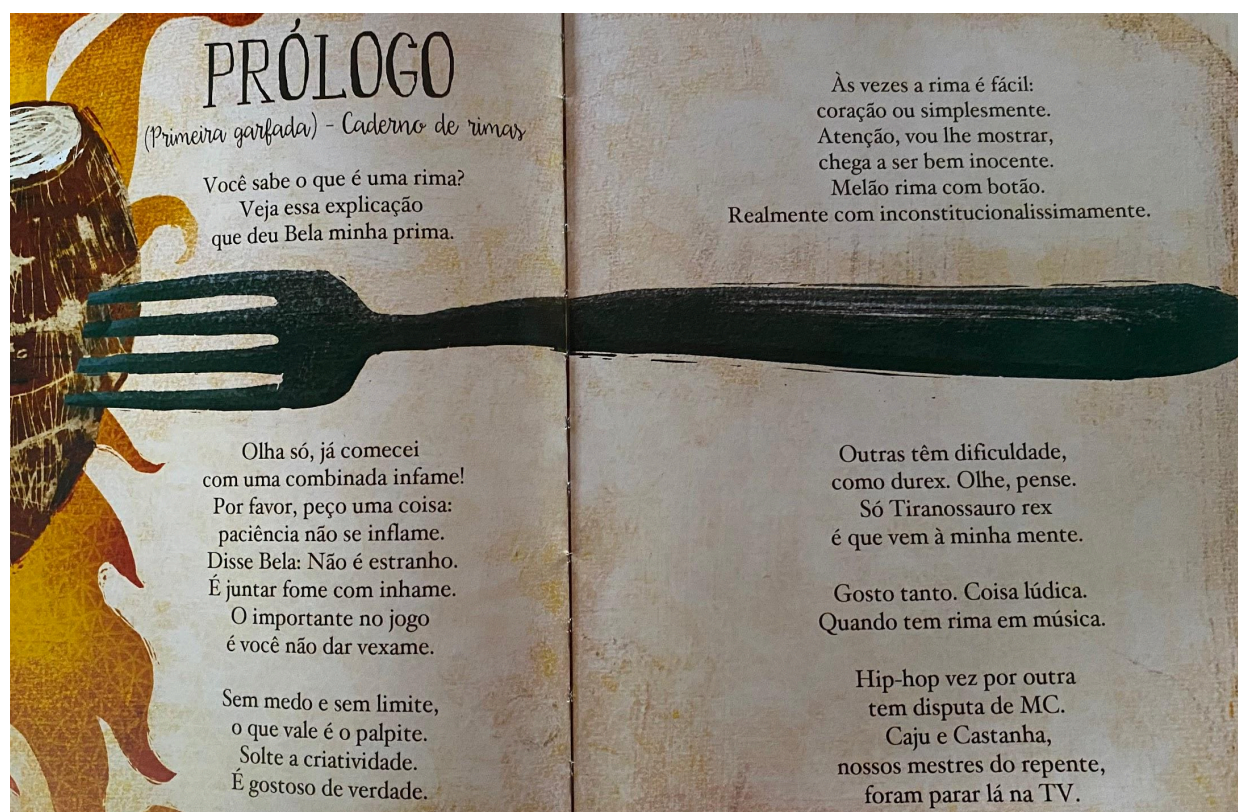 PRÓLOGO
(Primeira garfada) - Caderno de rimas
Você sabe o que é uma rima?
Veja essa explicação
que deu Bela minha prima.
Olha só, já comecei
com uma combinada infame!
Por favor, peço uma coisa:
paciência não se inflame.
Disse Bela: Não é estranho.
É juntar fome com inhame.
O importante no jogo
é você não dar vexame.
Sem medo e sem limite,
o que vale é o palpite.
Solte a criatividade.
É gostoso de verdade.
Às vezes a rima é fácil:
coração ou simplesmente.
Atenção, vou lhe mostrar,
chega a ser bem inocente.
Melão rima com botão.
Realmente com inconstitucionalissimamente.
Outras têm dificuldade,
como durex. Olhe, pense.
Só Tiranossauro rex
é que vem à minha mente.
Gosto tanto. Coisa lúdica.
Quando tem rima em música.
Hip-hop vez por outra
tem disputa de MC.
Caju e Castanha,
nossos mestres do repente,
foram parar lá na TV.